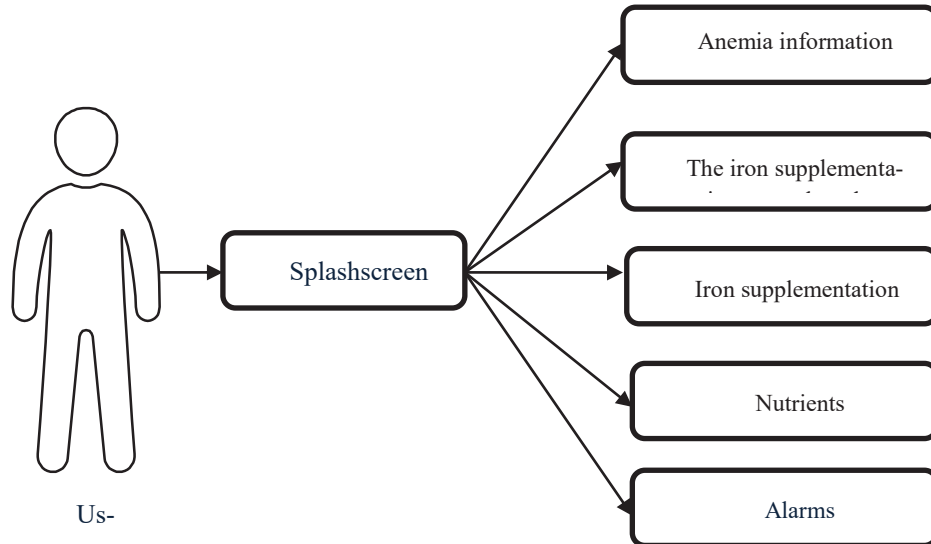 Anemia information
The iron supplementa-
Splashscreen
Iron supplementation
Nutrients
Alarms
Us-